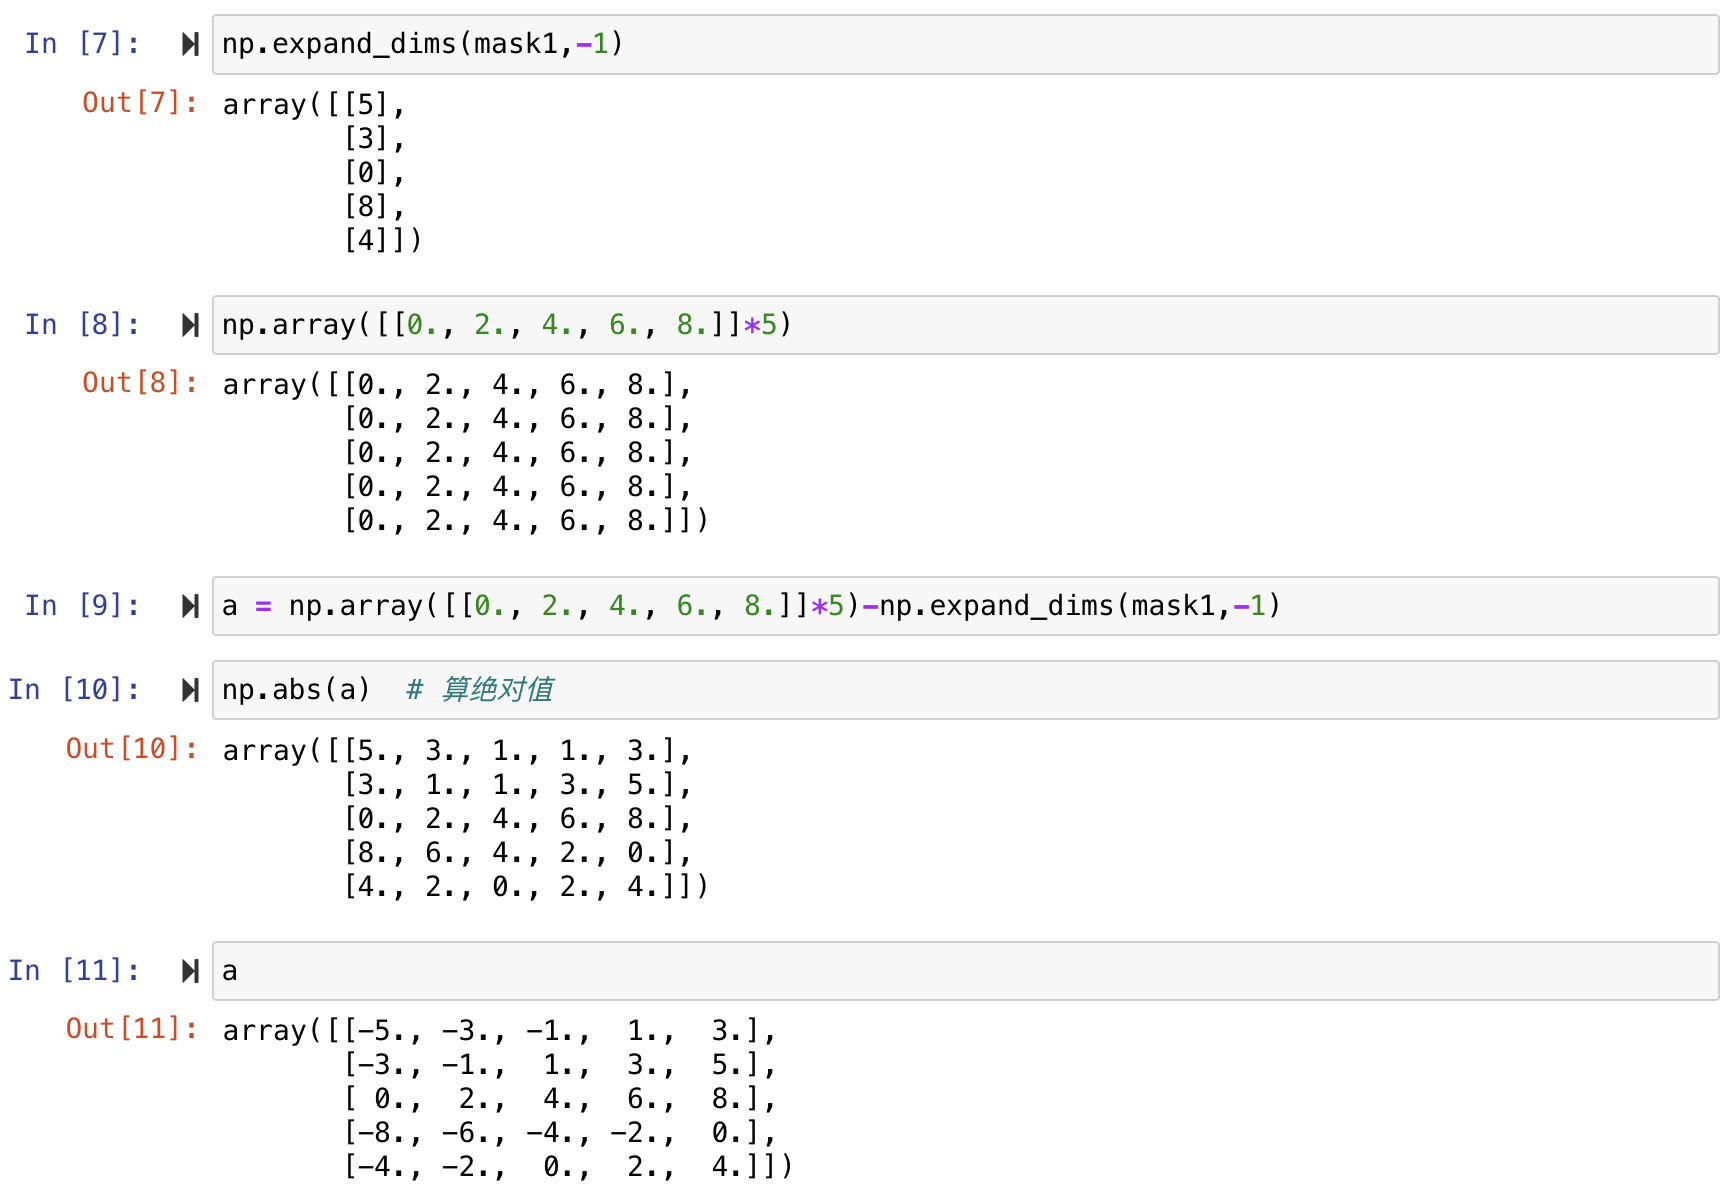 In [7]: np.expand_dims(mask1,-1)
Out[7]: array([[5],
       [3],
       [0],
       [8],
       [4]])
In [8]: np.array([[0., 2., 4., 6., 8.]]*5)
Out[8]: array([[0., 2., 4., 6., 8.],
       [0., 2., 4., 6., 8.],
       [0., 2., 4., 6., 8.],
       [0., 2., 4., 6., 8.],
       [0., 2., 4., 6., 8.]])
In [9]: a = np.array([[0., 2., 4., 6., 8.]]*5)-np.expand_dims(mask1,-1)
In [10]: np.abs(a)  # 算绝对值
Out[10]: array([[5., 3., 1., 1., 3.],
       [3., 1., 1., 3., 5.],
       [0., 2., 4., 6., 8.],
       [8., 6., 4., 2., 0.],
       [4., 2., 0., 2., 4.]])
In [11]: a
Out[11]: array([[-5., -3., -1.,  1.,  3.],
       [-3., -1.,  1.,  3.,  5.],
       [ 0.,  2.,  4.,  6.,  8.],
       [-8., -6., -4., -2.,  0.],
       [-4., -2.,  0.,  2.,  4.]])